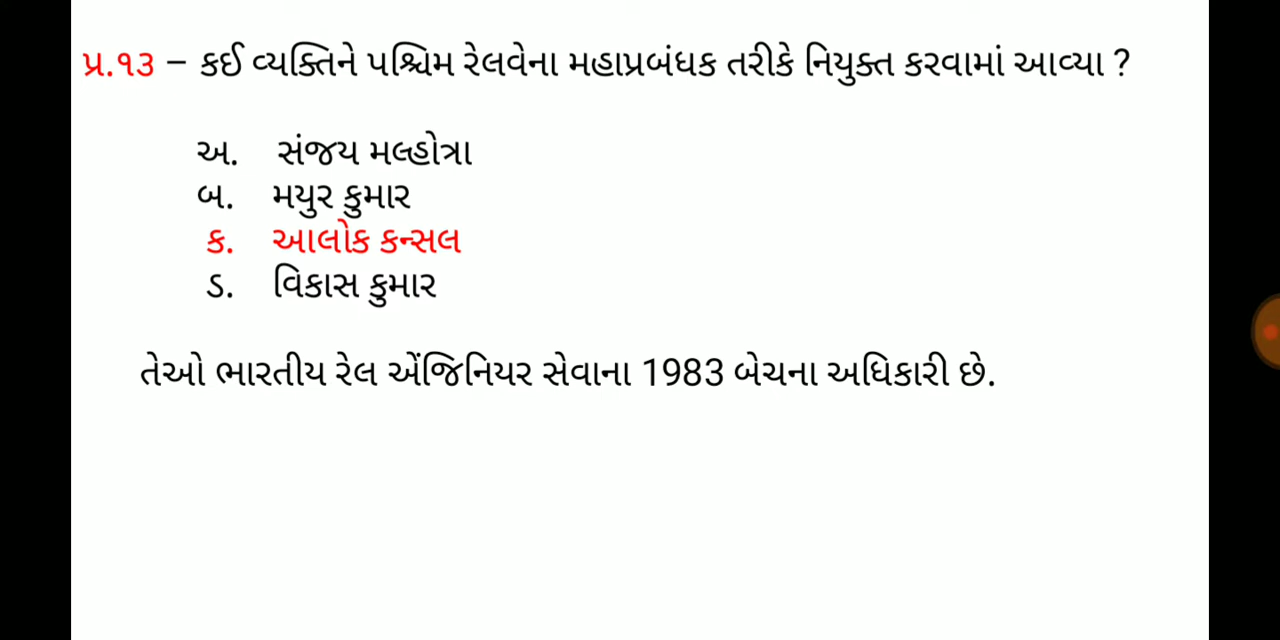 પ્ર.૧૩ – કઈ વ્યક્તિને પશ્ચિમ રેલવેના મહાપ્રબંધક તરીકે નિયુક્ત કરવામાં આવ્યા ?
અ. સંજય મલ્હોત્રા
બ. મયુર કુમાર
ક. આલોક કન્સલ
ડ. વિકાસ કુમાર
તેઓ ભારતીય રેલ એંજિનિયર સેવાના 1983 બેચના અધિકારી છે.